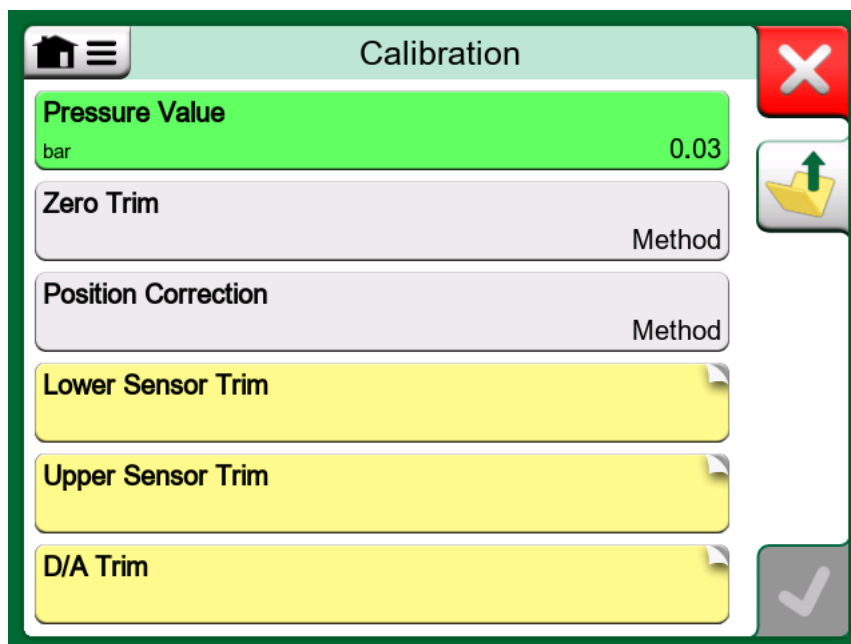 Calibration
Pressure Value
bar 0.03
Zero Trim
Method
Position Correction
Method
Lower Sensor Trim
Upper Sensor Trim
D/A Trim